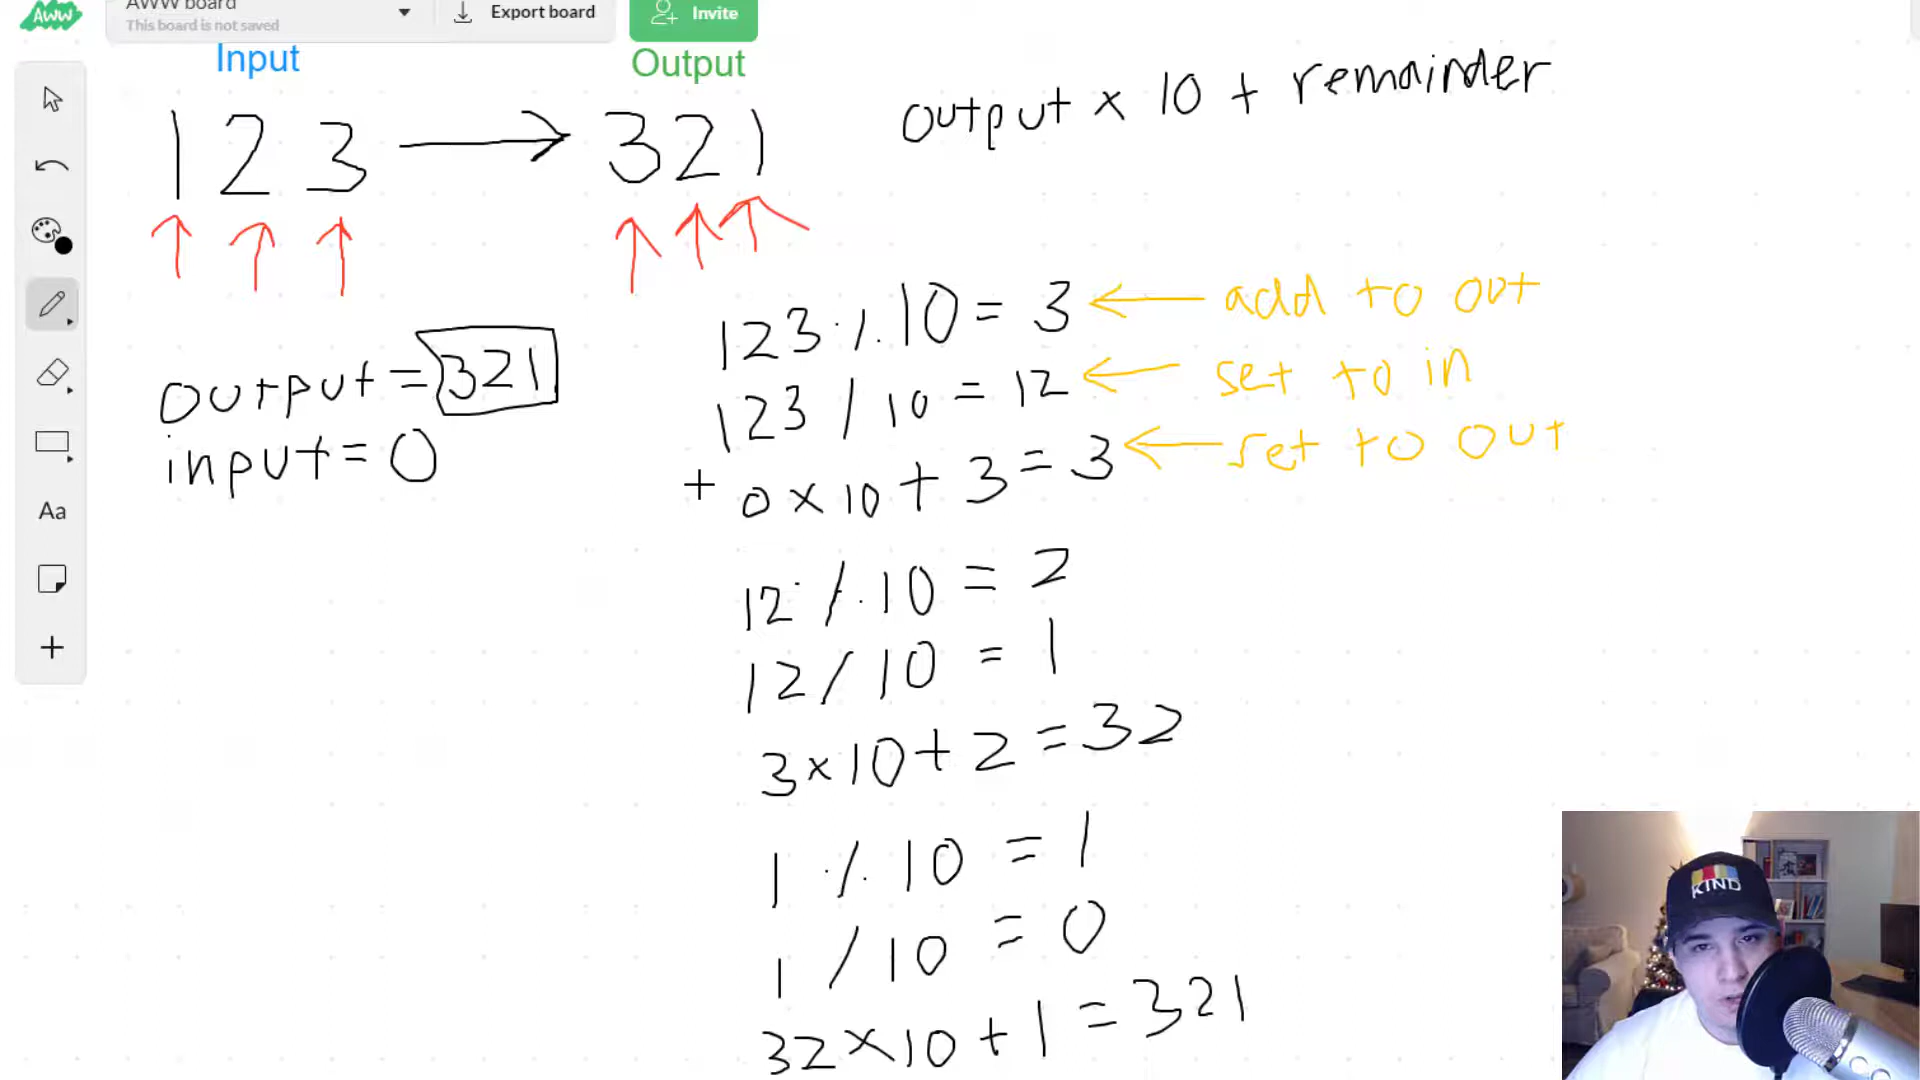 AWW
AWW board
This board is not saved
Export board
Invite
Input
Output
1 2 3 → 321
output x 10 + remainder
output = 321
input = 0
123 % 10 = 3 ← add to out
123 / 10 = 12 ← set to in
+ 0 x 10 + 3 = 3 ← set to out
12 % 10 = 2
12 / 10 = 1
3 x 10 + 2 = 32
1 % 10 = 1
1 / 10 = 0
32 x 10 + 1 = 321
Aa
KIND